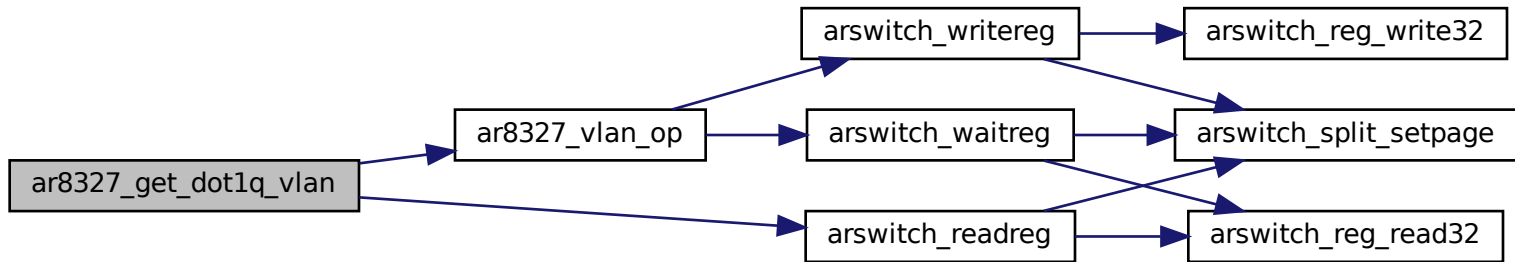 arswitch_writereg
arswitch_reg_write32
ar8327_vlan_op
arswitch_waitreg
arswitch_split_setpage
ar8327_get_dot1q_vlan
arswitch_readreg
arswitch_reg_read32